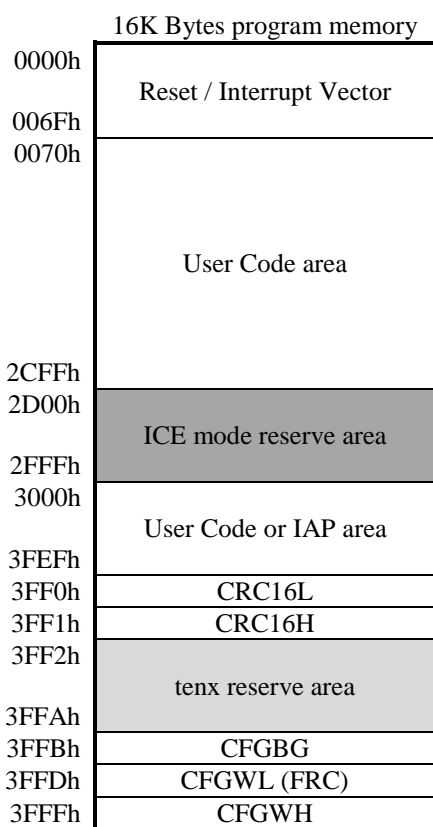 16K Bytes program memory
0000h
Reset / Interrupt Vector
006Fh
0070h
User Code area
2CFFh
2D00h
ICE mode reserve area
2FFFh
3000h
User Code or IAP area
3FEFh
3FF0h CRC16L
3FF1h CRC16H
3FF2h
tenx reserve area
3FFAh
3FFBh CFGBG
3FFDh CFGWL (FRC)
3FFFh CFGWH